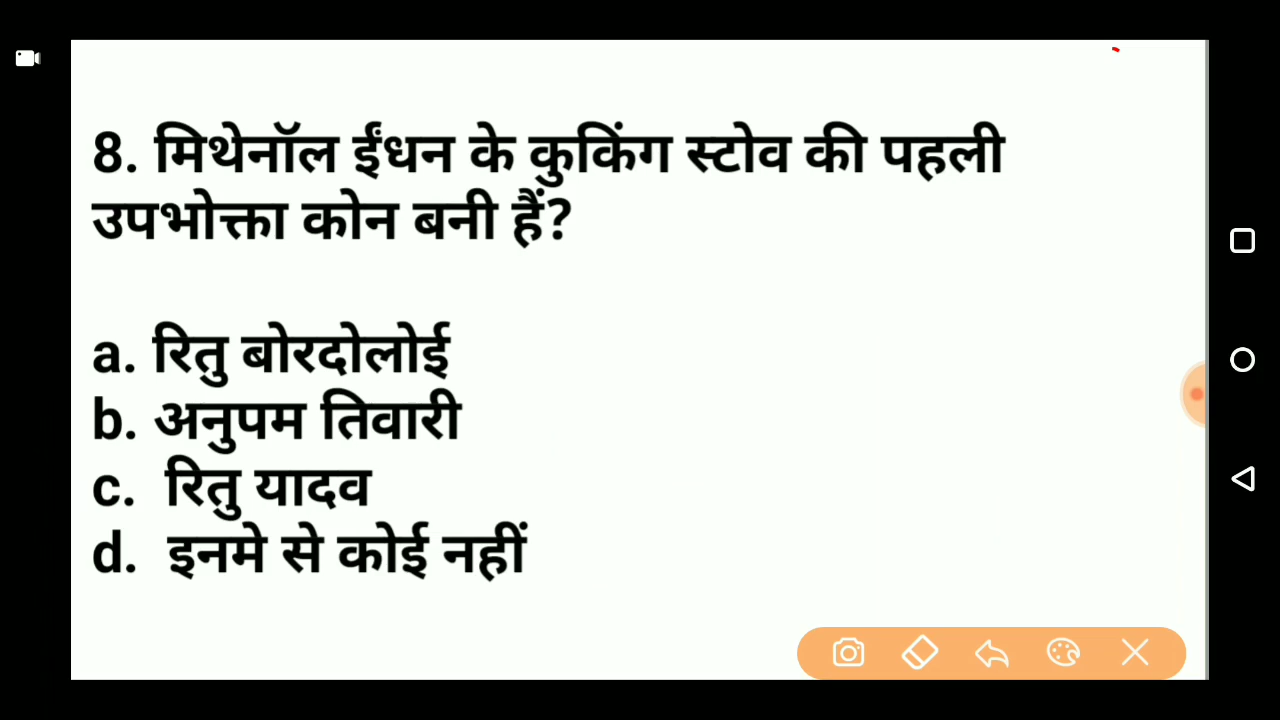 8. मिथेनॉल ईंधन के कुकिंग स्टोव की पहली
उपभोक्ता कोन बनी हैं?
a. रितु बोरदोलोई
b. अनुपम तिवारी
c. रितु यादव
d. इनमे से कोई नहीं